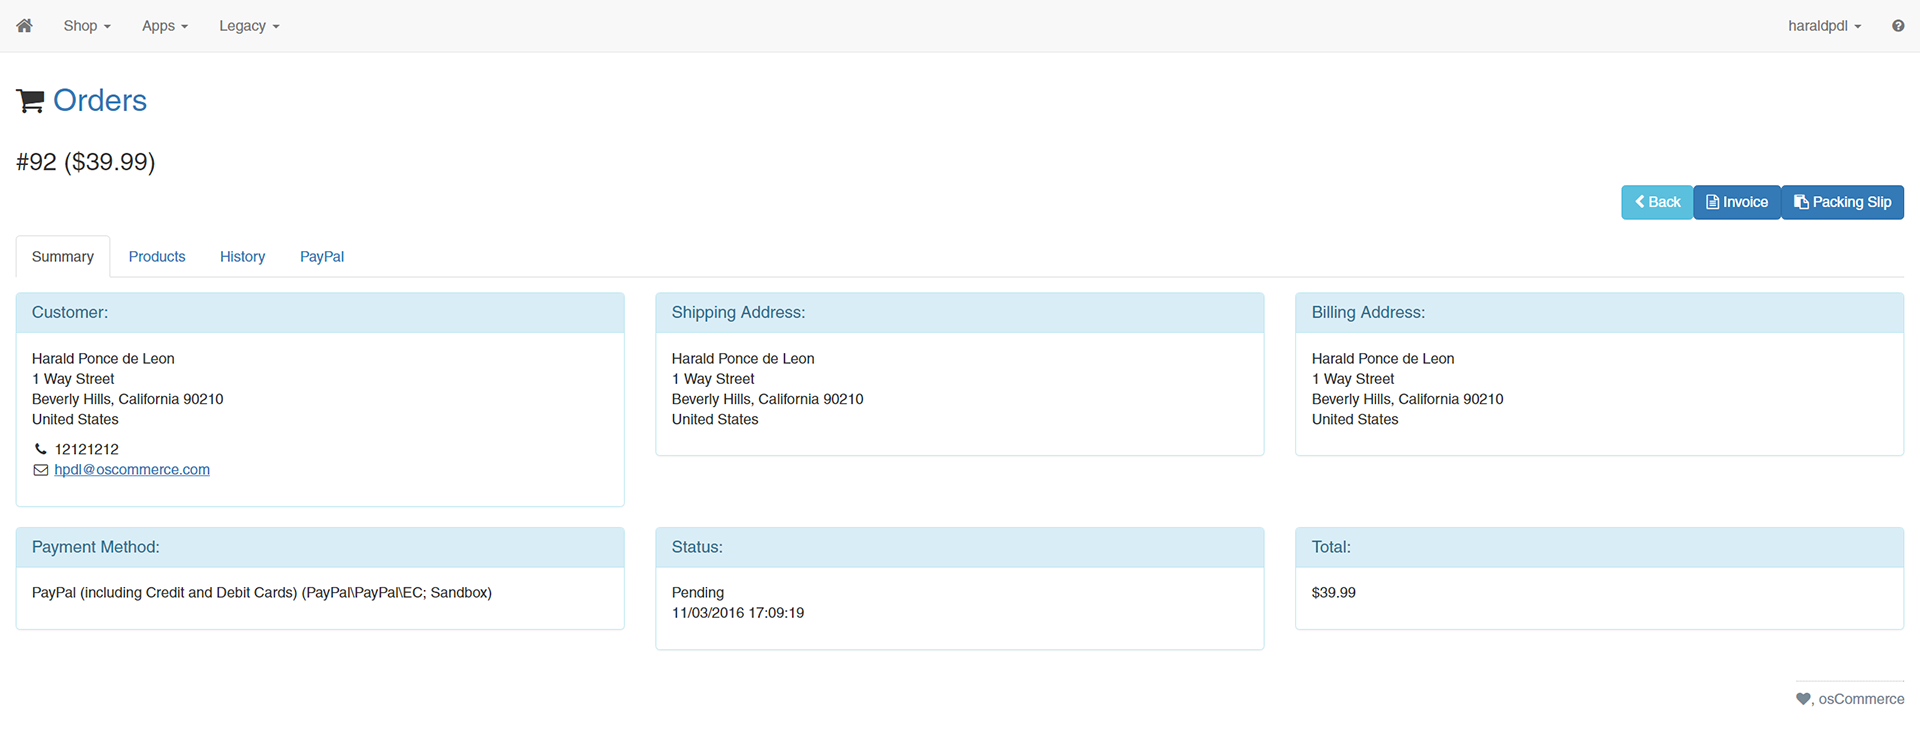 Shop Apps Legacy haraldpdl
Orders
#92 ($39.99)
Back Invoice Packing Slip
Summary Products History PayPal
Customer:
Harald Ponce de Leon
1 Way Street
Beverly Hills, California 90210
United States
12121212
hpdl@oscommerce.com
Shipping Address:
Harald Ponce de Leon
1 Way Street
Beverly Hills, California 90210
United States
Billing Address:
Harald Ponce de Leon
1 Way Street
Beverly Hills, California 90210
United States
Payment Method:
PayPal (including Credit and Debit Cards) (PayPal\PayPal\EC; Sandbox)
Status:
Pending
11/03/2016 17:09:19
Total:
$39.99
, osCommerce